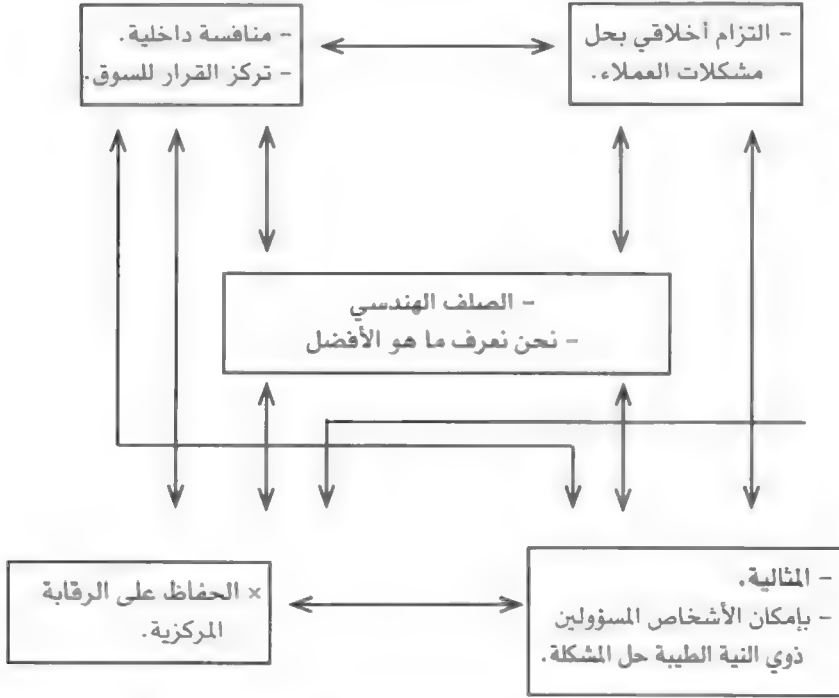 - التزام أخلاقي بحل
مشكلات العملاء.
- منافسة داخلية.
- تركز القرار للسوق.
- الصلف الهندسي
- نحن نعرف ما هو الأفضل
- المثالية.
- بإمكان الأشخاص المسؤولين
ذوي النية الطيبة حل المشكلة.
× الحفاظ على الرقابة
المركزية.